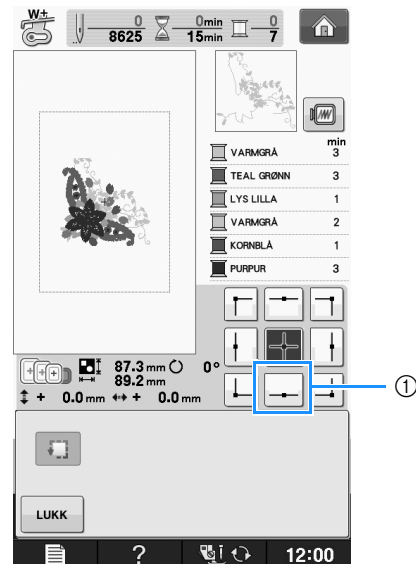 W+
0 0min 0
8625 15min 7
min
VARMGRÅ 3
TEAL GRØNN 3
LYS LILLA 1
VARMGRÅ 2
KORNBLÅ 1
PURPUR 3
87.3 mm 0°
89.2 mm
+ 0.0 mm + 0.0 mm
①
LUKK
? 12:00